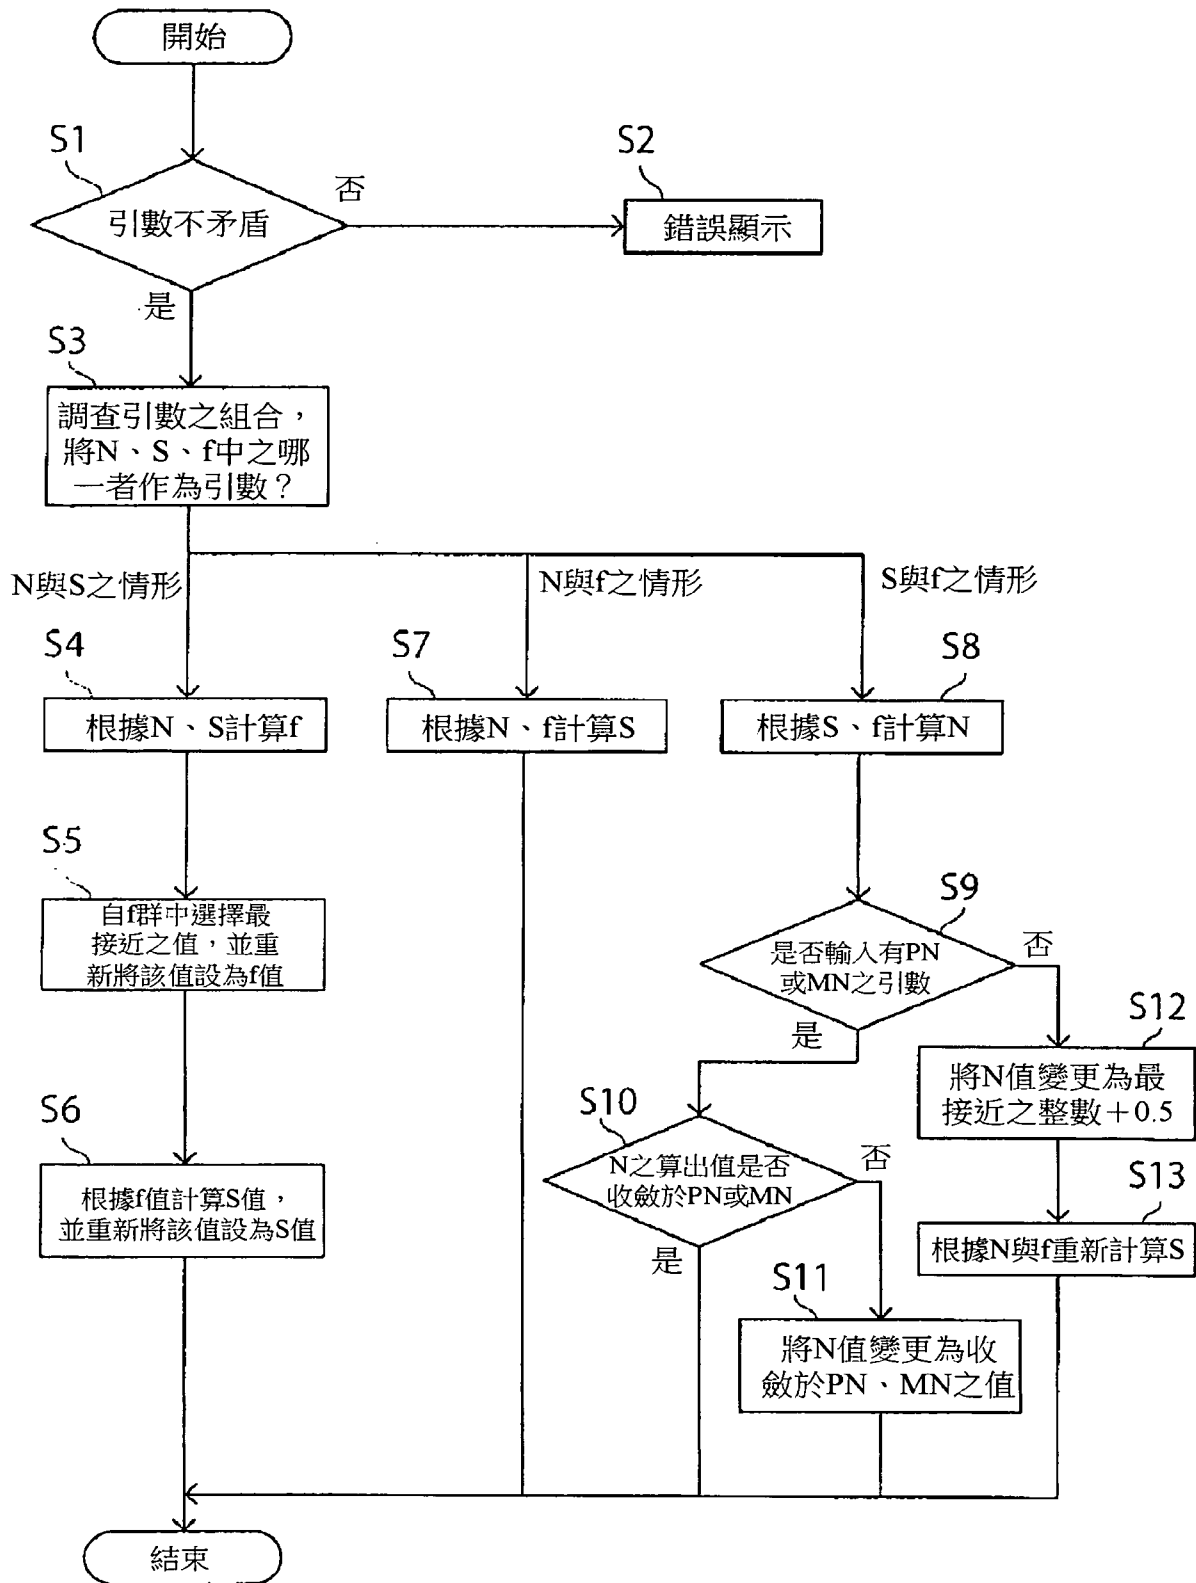 開始
S1
引數不矛盾
否
是
S2
錯誤顯示
S3
調查引數之組合，
將N、S、f中之哪
一者作為引數？
N與S之情形
N與f之情形
S與f之情形
S4
根據N、S計算f
S7
根據N、f計算S
S8
根據S、f計算N
S5
自f群中選擇最
接近之值，並重
新將該值設為f值
S9
是否輸入有PN
或MN之引數
否
是
S12
將N值變更為最
接近之整數＋0.5
S6
根據f值計算S值，
並重新將該值設為S值
S10
N之算出值是否
收斂於PN或MN
否
是
S13
根據N與f重新計算S
S11
將N值變更為收
斂於PN、MN之值
結束